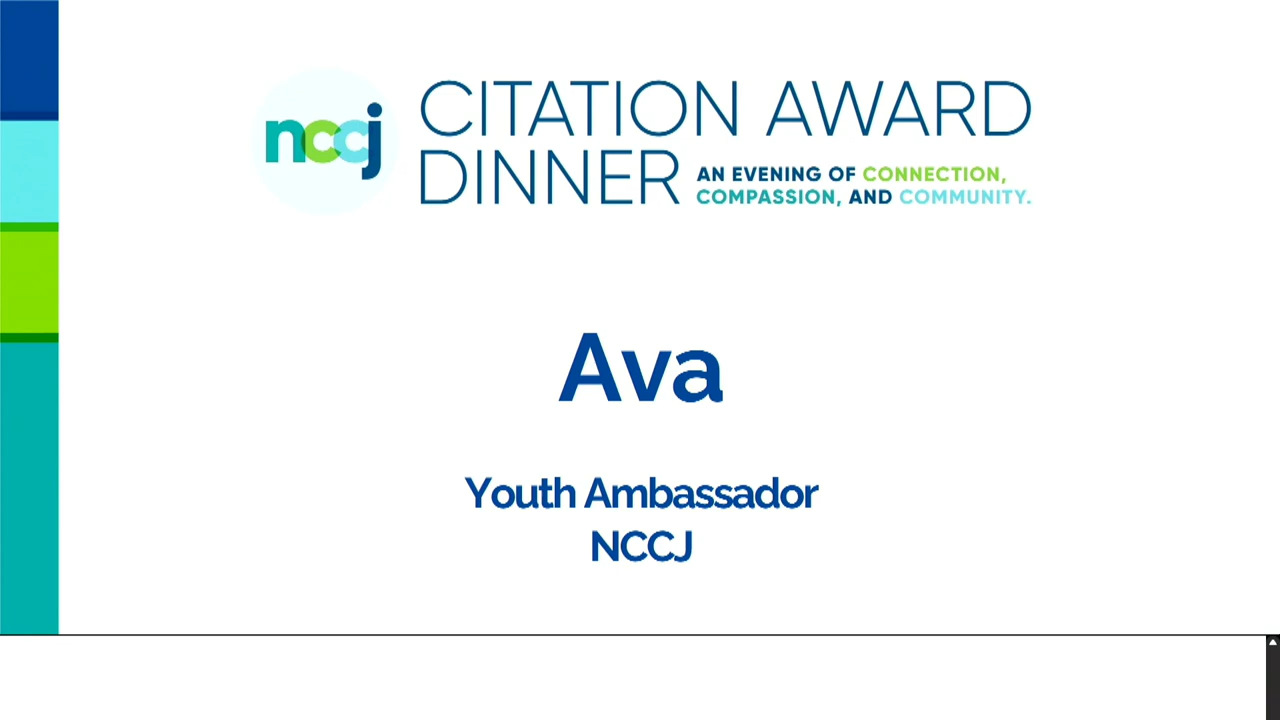 nccj
CITATION AWARD
DINNER
AN EVENING OF CONNECTION,
COMPASSION, AND COMMUNITY.
Ava
Youth Ambassador
NCCJ